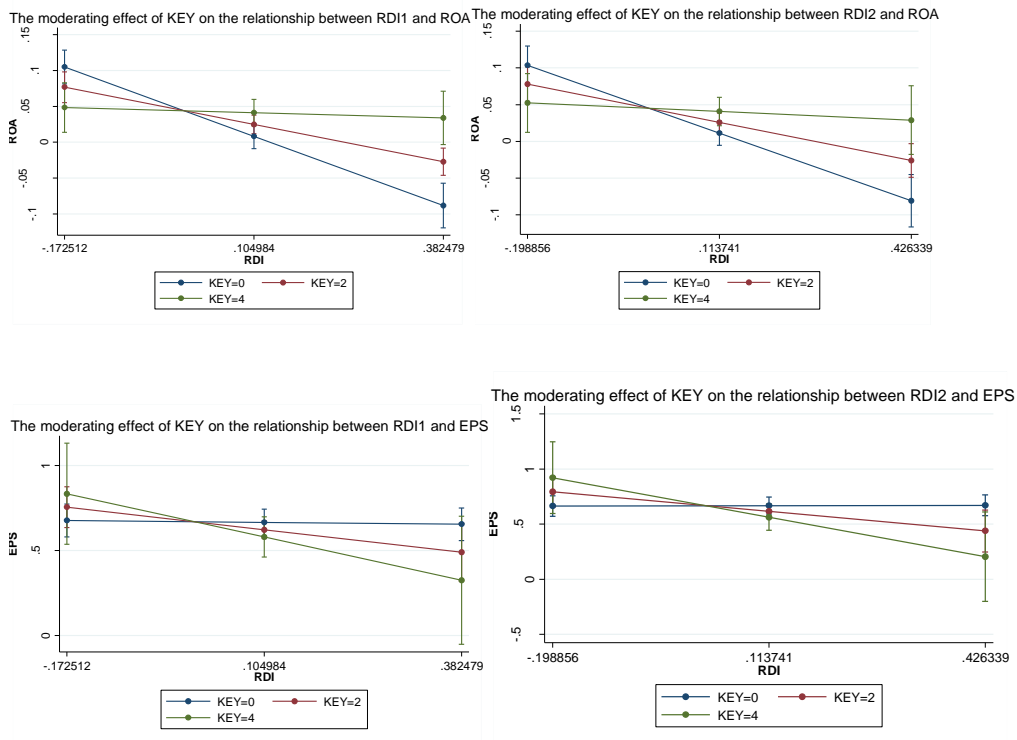 The moderating effect of KEY on the relationship between RDI1 and ROA
.15
.1
.05
0
-.05
-.1
ROA
-.172512 .104984 .382479
RDI
KEY=0 KEY=2
KEY=4
The moderating effect of KEY on the relationship between RDI2 and ROA
.15
.1
.05
0
-.05
-.1
ROA
-.198856 .113741 .426339
RDI
KEY=0 KEY=2
KEY=4
The moderating effect of KEY on the relationship between RDI1 and EPS
1
.5
0
EPS
-.172512 .104984 .382479
RDI
KEY=0 KEY=2
KEY=4
The moderating effect of KEY on the relationship between RDI2 and EPS
1.5
1
.5
0
-.5
EPS
-.198856 .113741 .426339
RDI
KEY=0 KEY=2
KEY=4